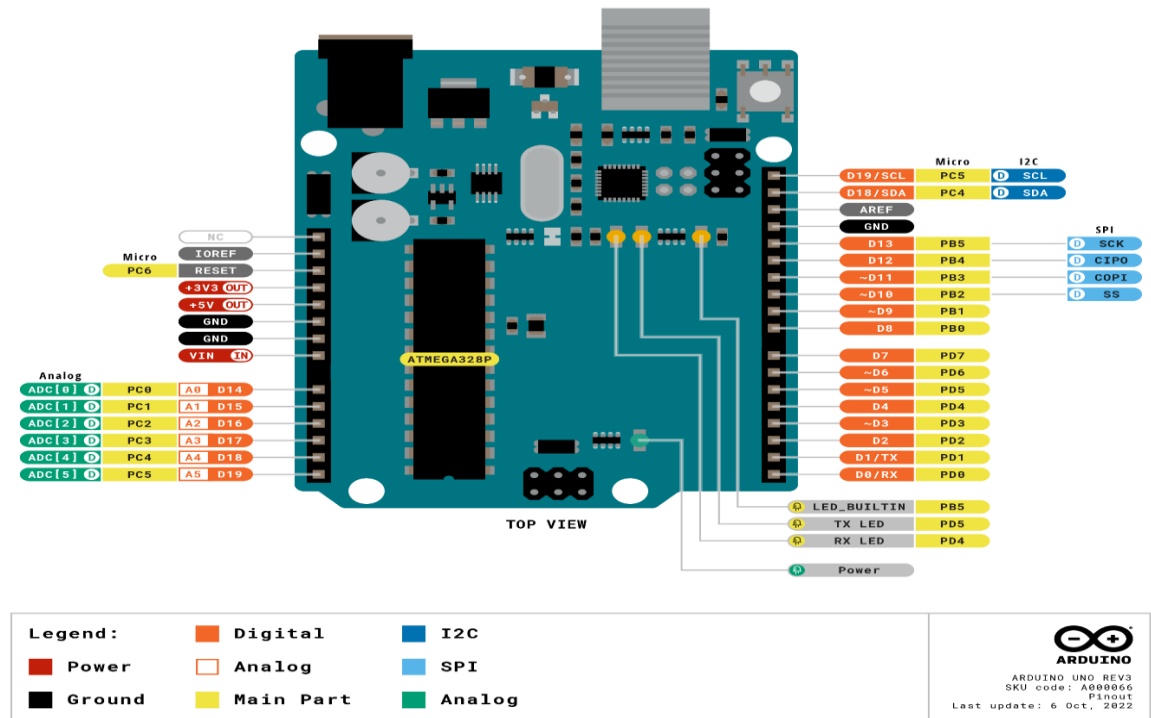 Micro I2C
D19/SCL PC5 D SCL
D18/SDA PC4 D SDA
AREF
GND
SPI
D13 PB5 D SCK
D12 PB4 D CIPO
~D11 PB3 D COPI
~D10 PB2 D SS
~D9 PB1
D8 PB0
D7 PD7
~D6 PD6
~D5 PD5
D4 PD4
~D3 PD3
D2 PD2
D1/TX PD1
D0/RX PD0
NC
IOREF
Micro
PC6 RESET
+3V3 OUT
+5V OUT
GND
GND
VIN IN
Analog
ADC[0] D PC0 A0 D14
ADC[1] D PC1 A1 D15
ADC[2] D PC2 A2 D16
ADC[3] D PC3 A3 D17
ADC[4] D PC4 A4 D18
ADC[5] D PC5 A5 D19
ATMEGA328P
TOP VIEW
LED_BUILTIN PB5
TX LED PD5
RX LED PD4
Power
Legend:
Digital
I2C
Power
Analog
SPI
Ground
Main Part
Analog
ARDUINO
ARDUINO UNO REV3
SKU code: A000066
Pinout
Last update: 6 Oct, 2022